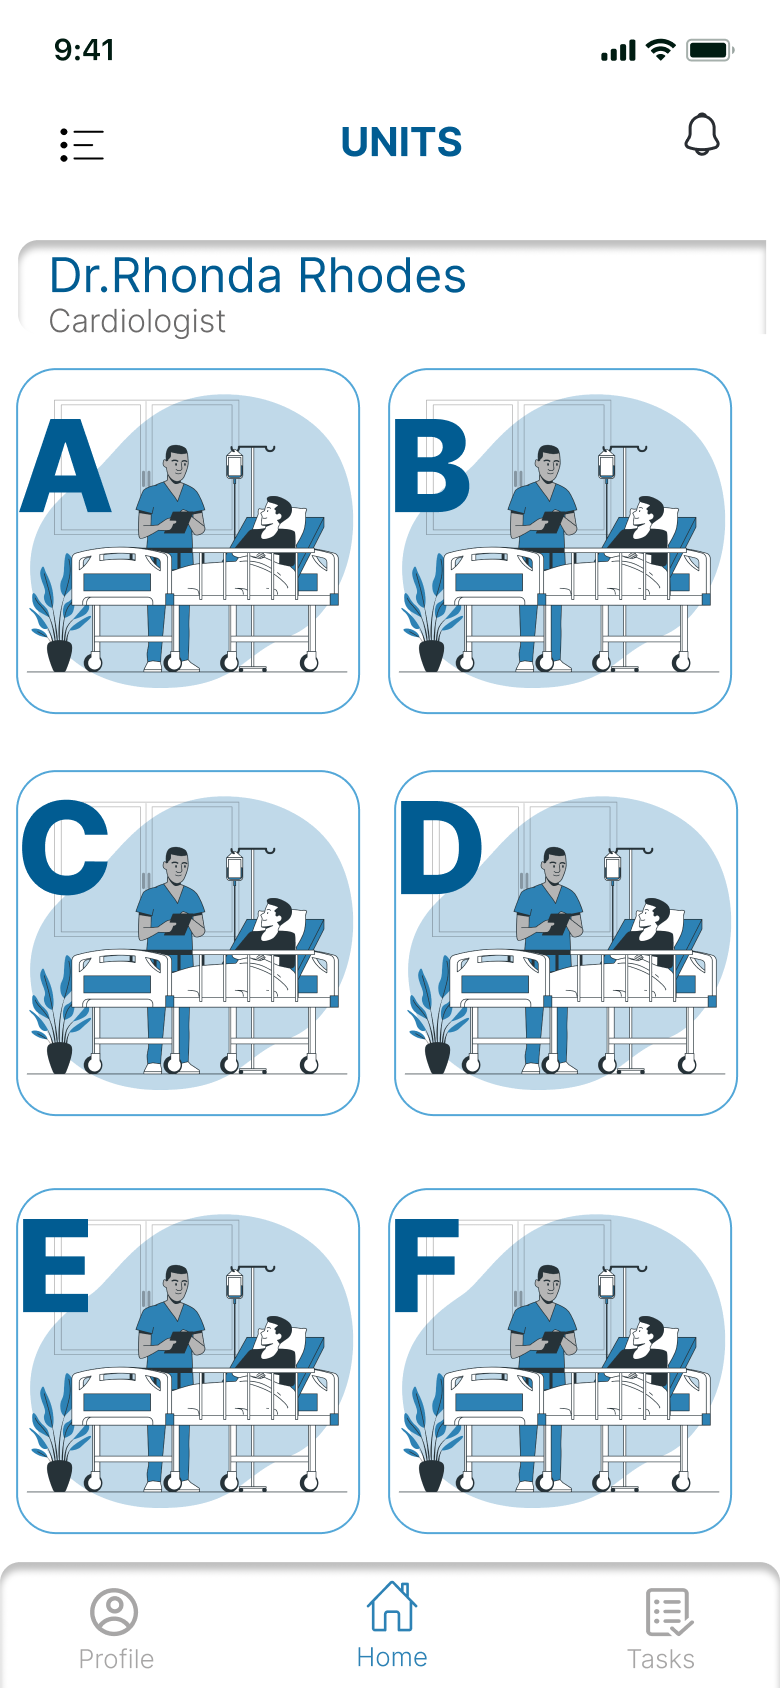 9:41
UNITS
Dr.Rhonda Rhodes
Cardiologist
A
B
C
D
E
F
Profile
Home
Tasks